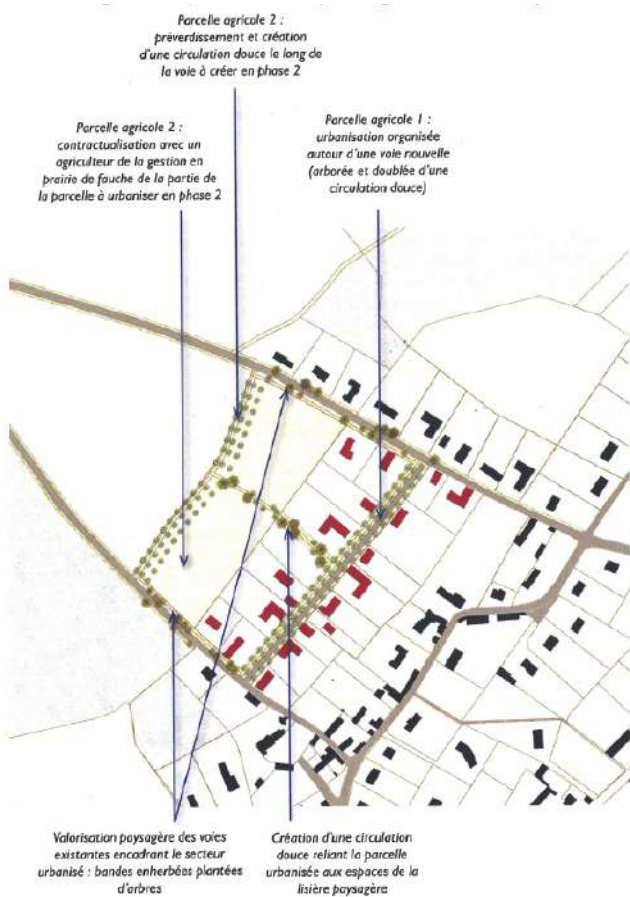 Parcelle agricole 2 :
préverdissement et création
d'une circulation douce le long de
la voie à créer en phase 2
Parcelle agricole 2 :
contractualisation avec un
agriculteur de la gestion en
prairie de fauche de la partie de
la parcelle à urbaniser en phase 2
Parcelle agricole 1 :
urbanisation organisée
autour d'une voie nouvelle
(arborée et doublée d'une
circulation douce)
Valorisation paysagère des voies
existantes encadrant le secteur
urbanisé : bandes enherbées plantées
d'arbres
Création d'une circulation
douce reliant la parcelle
urbanisée aux espaces de la
lisière paysagère